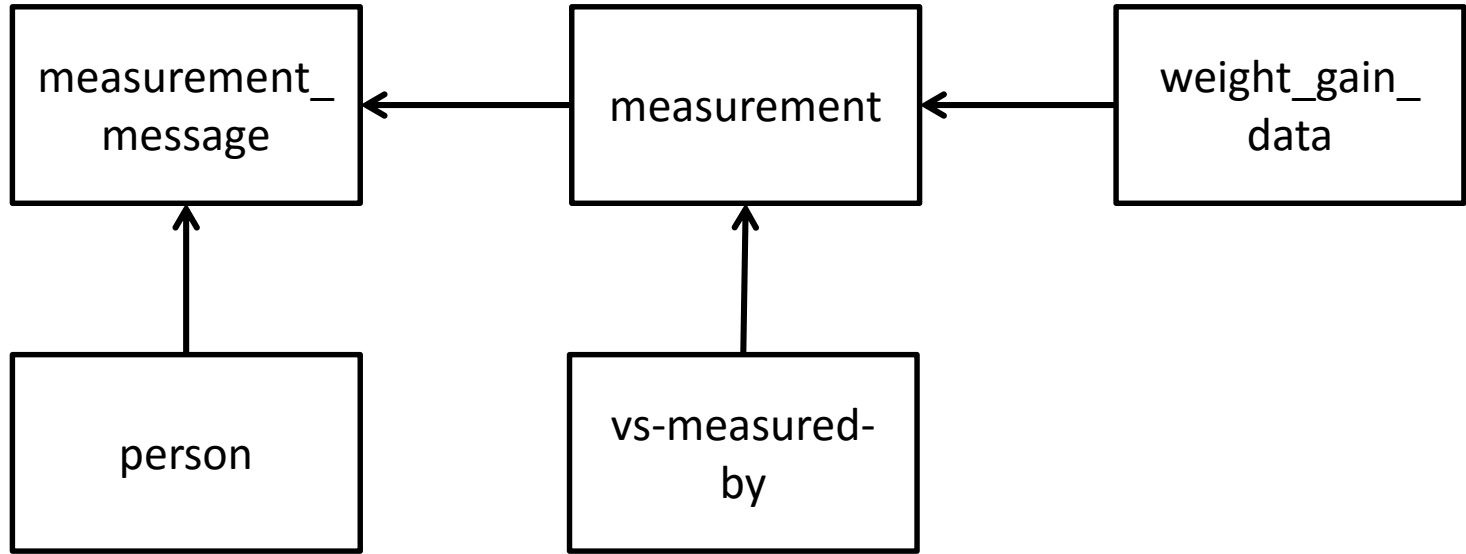 measurement_
message
measurement
weight_gain_
data
person
vs-measured-
by